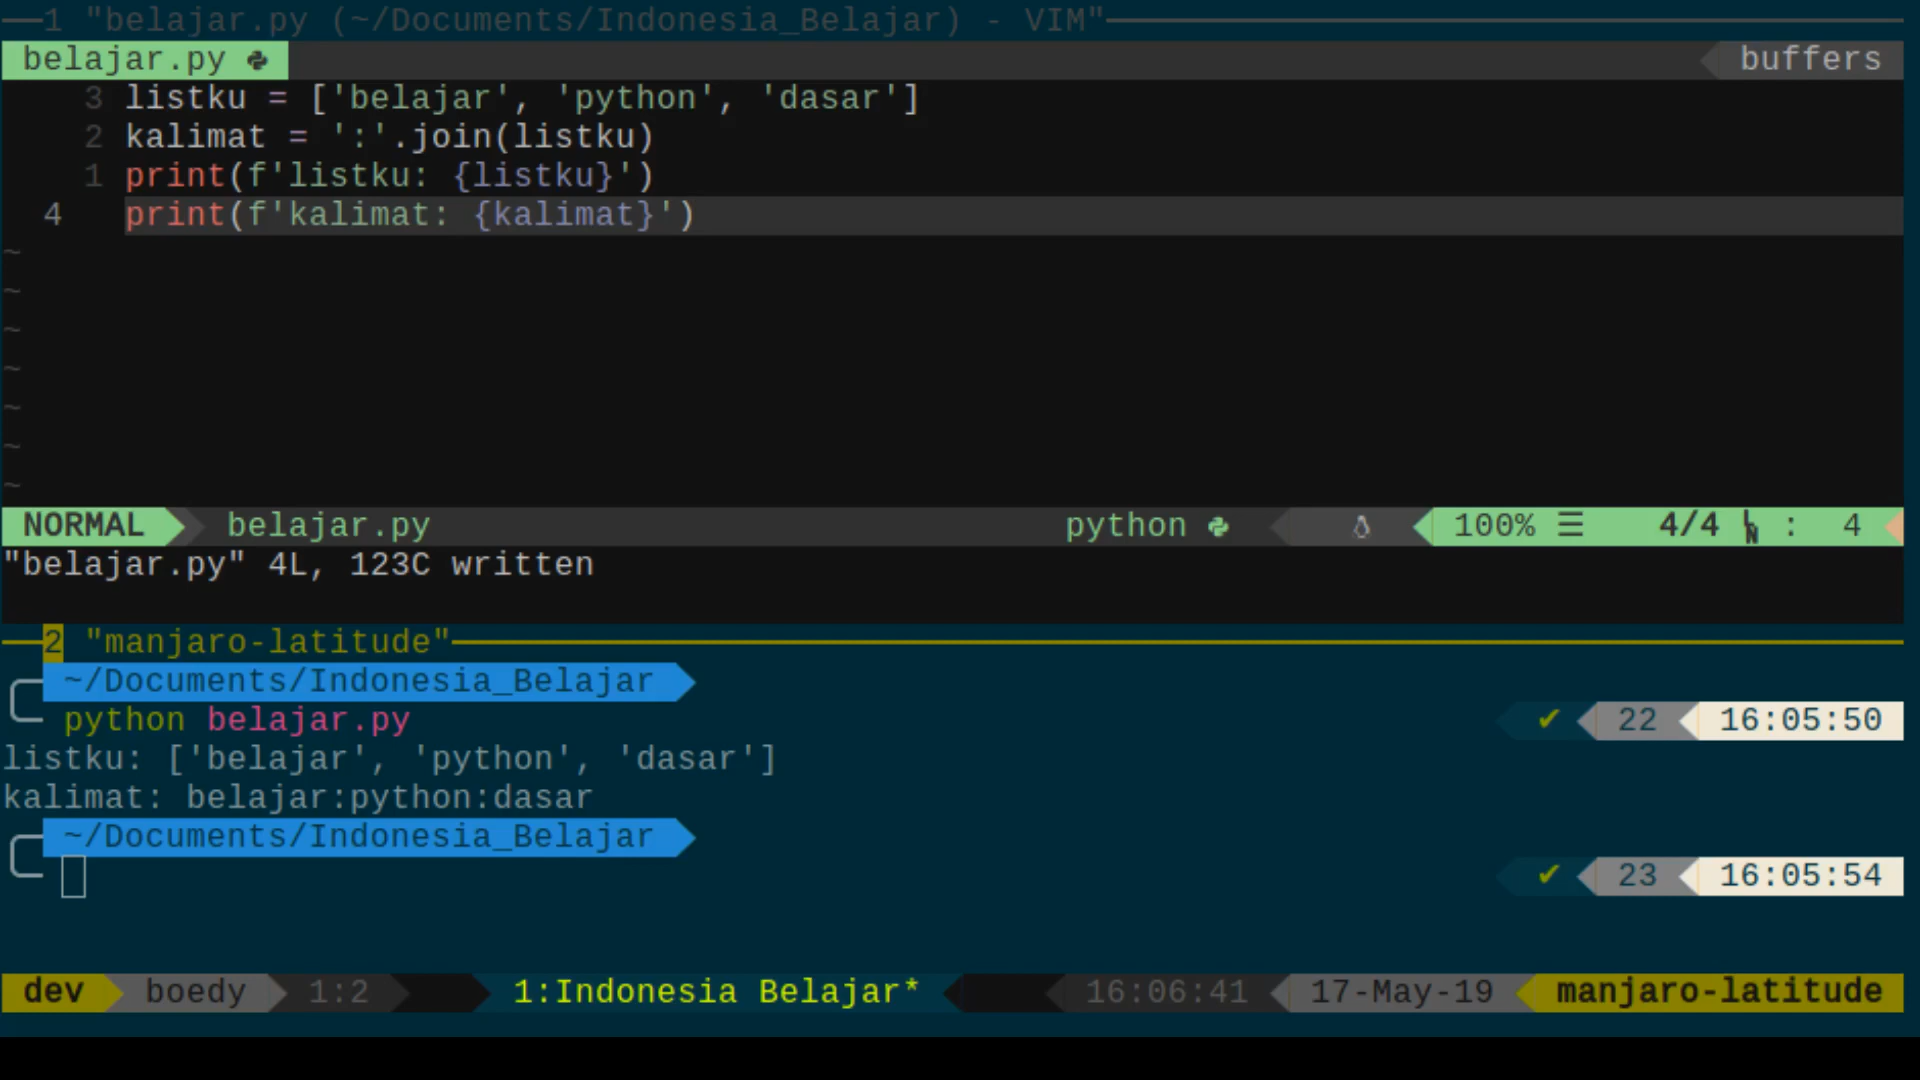 1 "belajar.py (~/Documents/Indonesia_Belajar) - VIM"
belajar.py buffers
3 listku = ['belajar', 'python', 'dasar']
2 kalimat = ':'.join(listku)
1 print(f'listku: {listku}')
4 print(f'kalimat: {kalimat}')
~
~
~
~
~
~
~
NORMAL belajar.py python 100% ☰ 4/4 LN : 4
"belajar.py" 4L, 123C written
2 "manjaro-latitude"
~/Documents/Indonesia_Belajar
python belajar.py ✔ 22 16:05:50
listku: ['belajar', 'python', 'dasar']
kalimat: belajar:python:dasar
~/Documents/Indonesia_Belajar
✔ 23 16:05:54
dev boedy 1:2 1:Indonesia Belajar* 16:06:41 17-May-19 manjaro-latitude